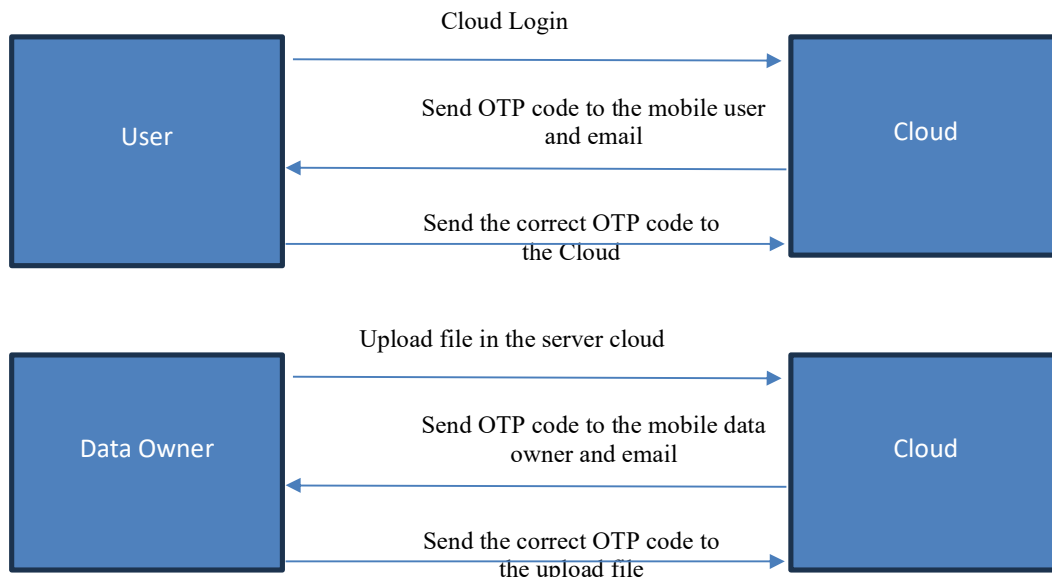 Cloud Login
User
Send OTP code to the mobile user
and email
Cloud
Send the correct OTP code to
the Cloud
Upload file in the server cloud
Data Owner
Send OTP code to the mobile data
owner and email
Cloud
Send the correct OTP code to
the upload file